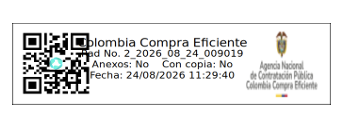 Colombia Compra Eficiente
Rad No. 2_2026_08_24_009019
Anexos: No Con copia: No
Fecha: 24/08/2026 11:29:40
Agencia Nacional
de Contratación Pública
Colombia Compra Eficiente